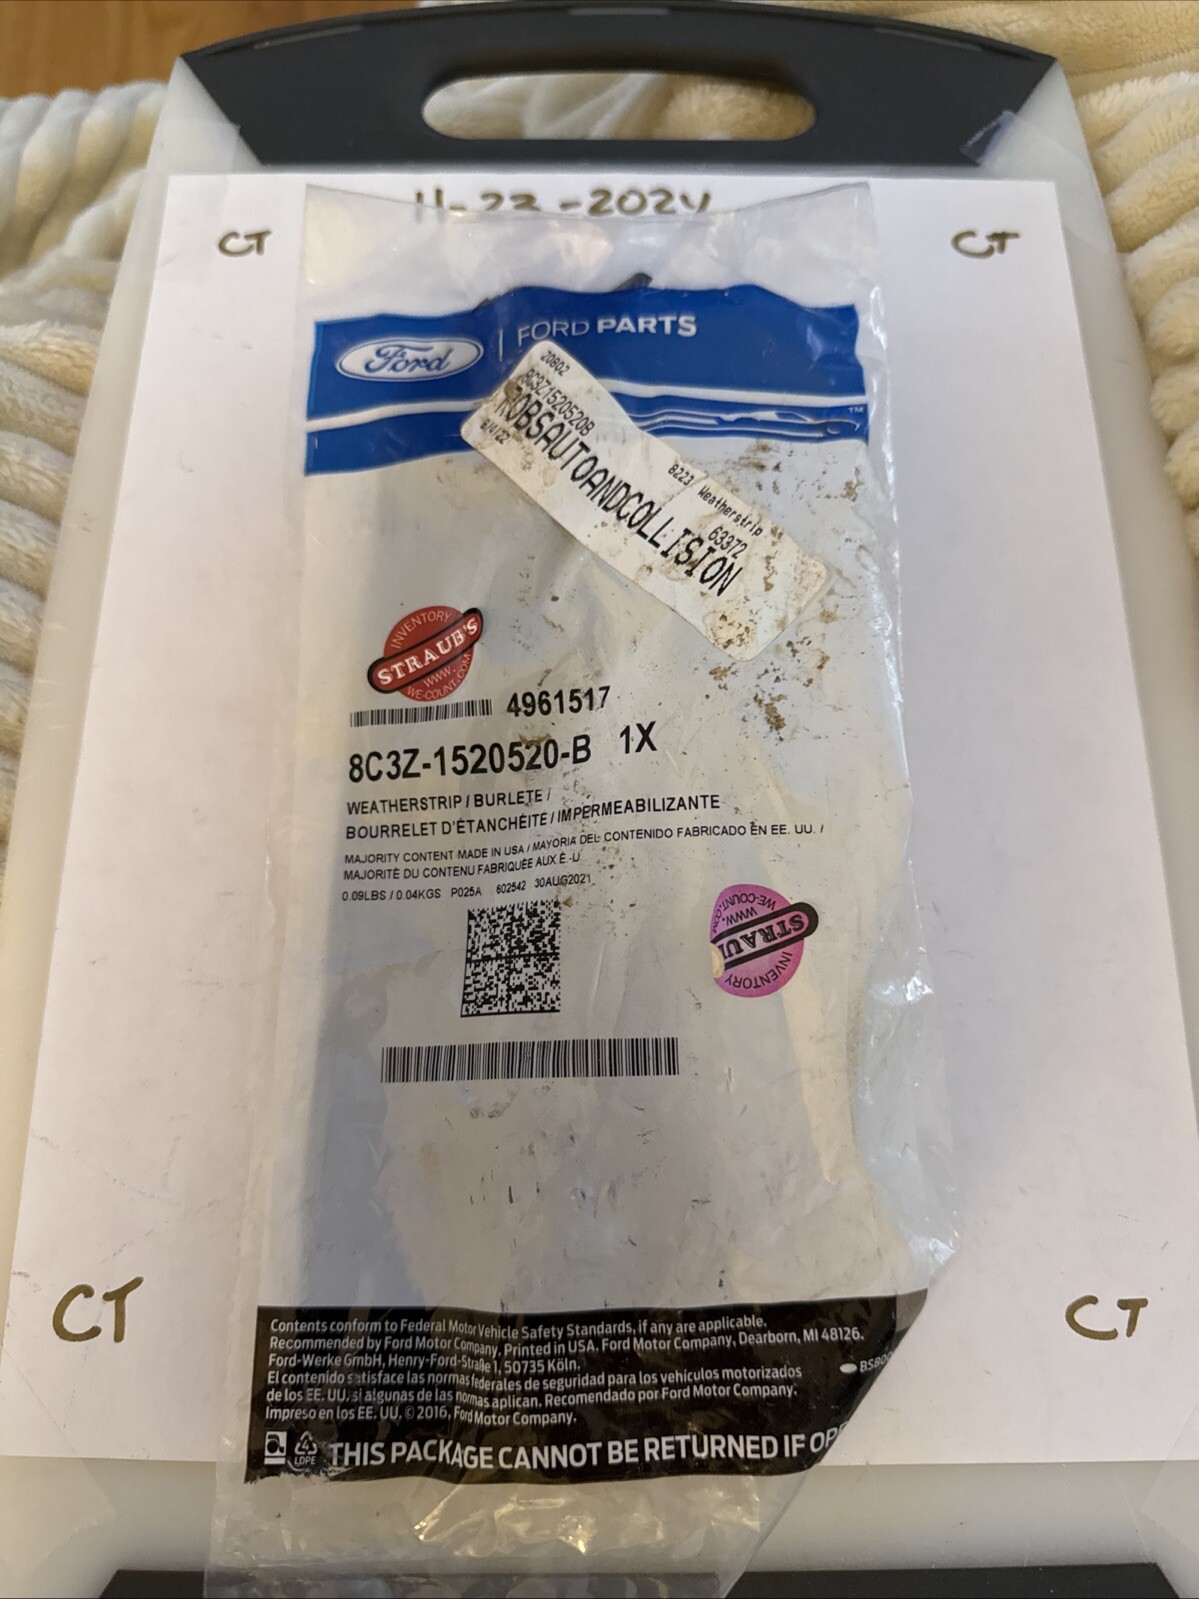 11-23-2024
CT
CT
Ford
FORD PARTS
TM
20802
8C3Z1520520B
8223 Weatherstrip
ROBSAUTOANDCOLLISION
8/4/22
63372
INVENTORY
STRAUB'S
WWW.
WE-COUNT.COM
4961517
8C3Z-1520520-B 1X
WEATHERSTRIP / BURLETE /
BOURRELET D'ÉTANCHÉITÉ / IMPERMEABILIZANTE
MAJORITY CONTENT MADE IN USA / MAYORIA DEL CONTENIDO FABRICADO EN EE. UU. /
MAJORITÉ DU CONTENU FABRIQUÉE AUX É.-U
0.09LBS / 0.04KGS P025A 602542 30AUG2021
INVENTORY
STRAU
WWW.
WE-COUNT.COM
CT
CT
Contents conform to Federal Motor Vehicle Safety Standards, if any are applicable.
Recommended by Ford Motor Company. Printed in USA. Ford Motor Company, Dearborn, MI 48126.
Ford-Werke GmbH, Henry-Ford-Straße 1, 50735 Köln.
El contenido satisface las normas federales de seguridad para los vehículos motorizados
de los EE. UU. si algunas de las normas aplican. Recomendado por Ford Motor Company.
Impreso en los EE. UU. © 2016, Ford Motor Company.
4
LDPE
THIS PACKAGE CANNOT BE RETURNED IF OP